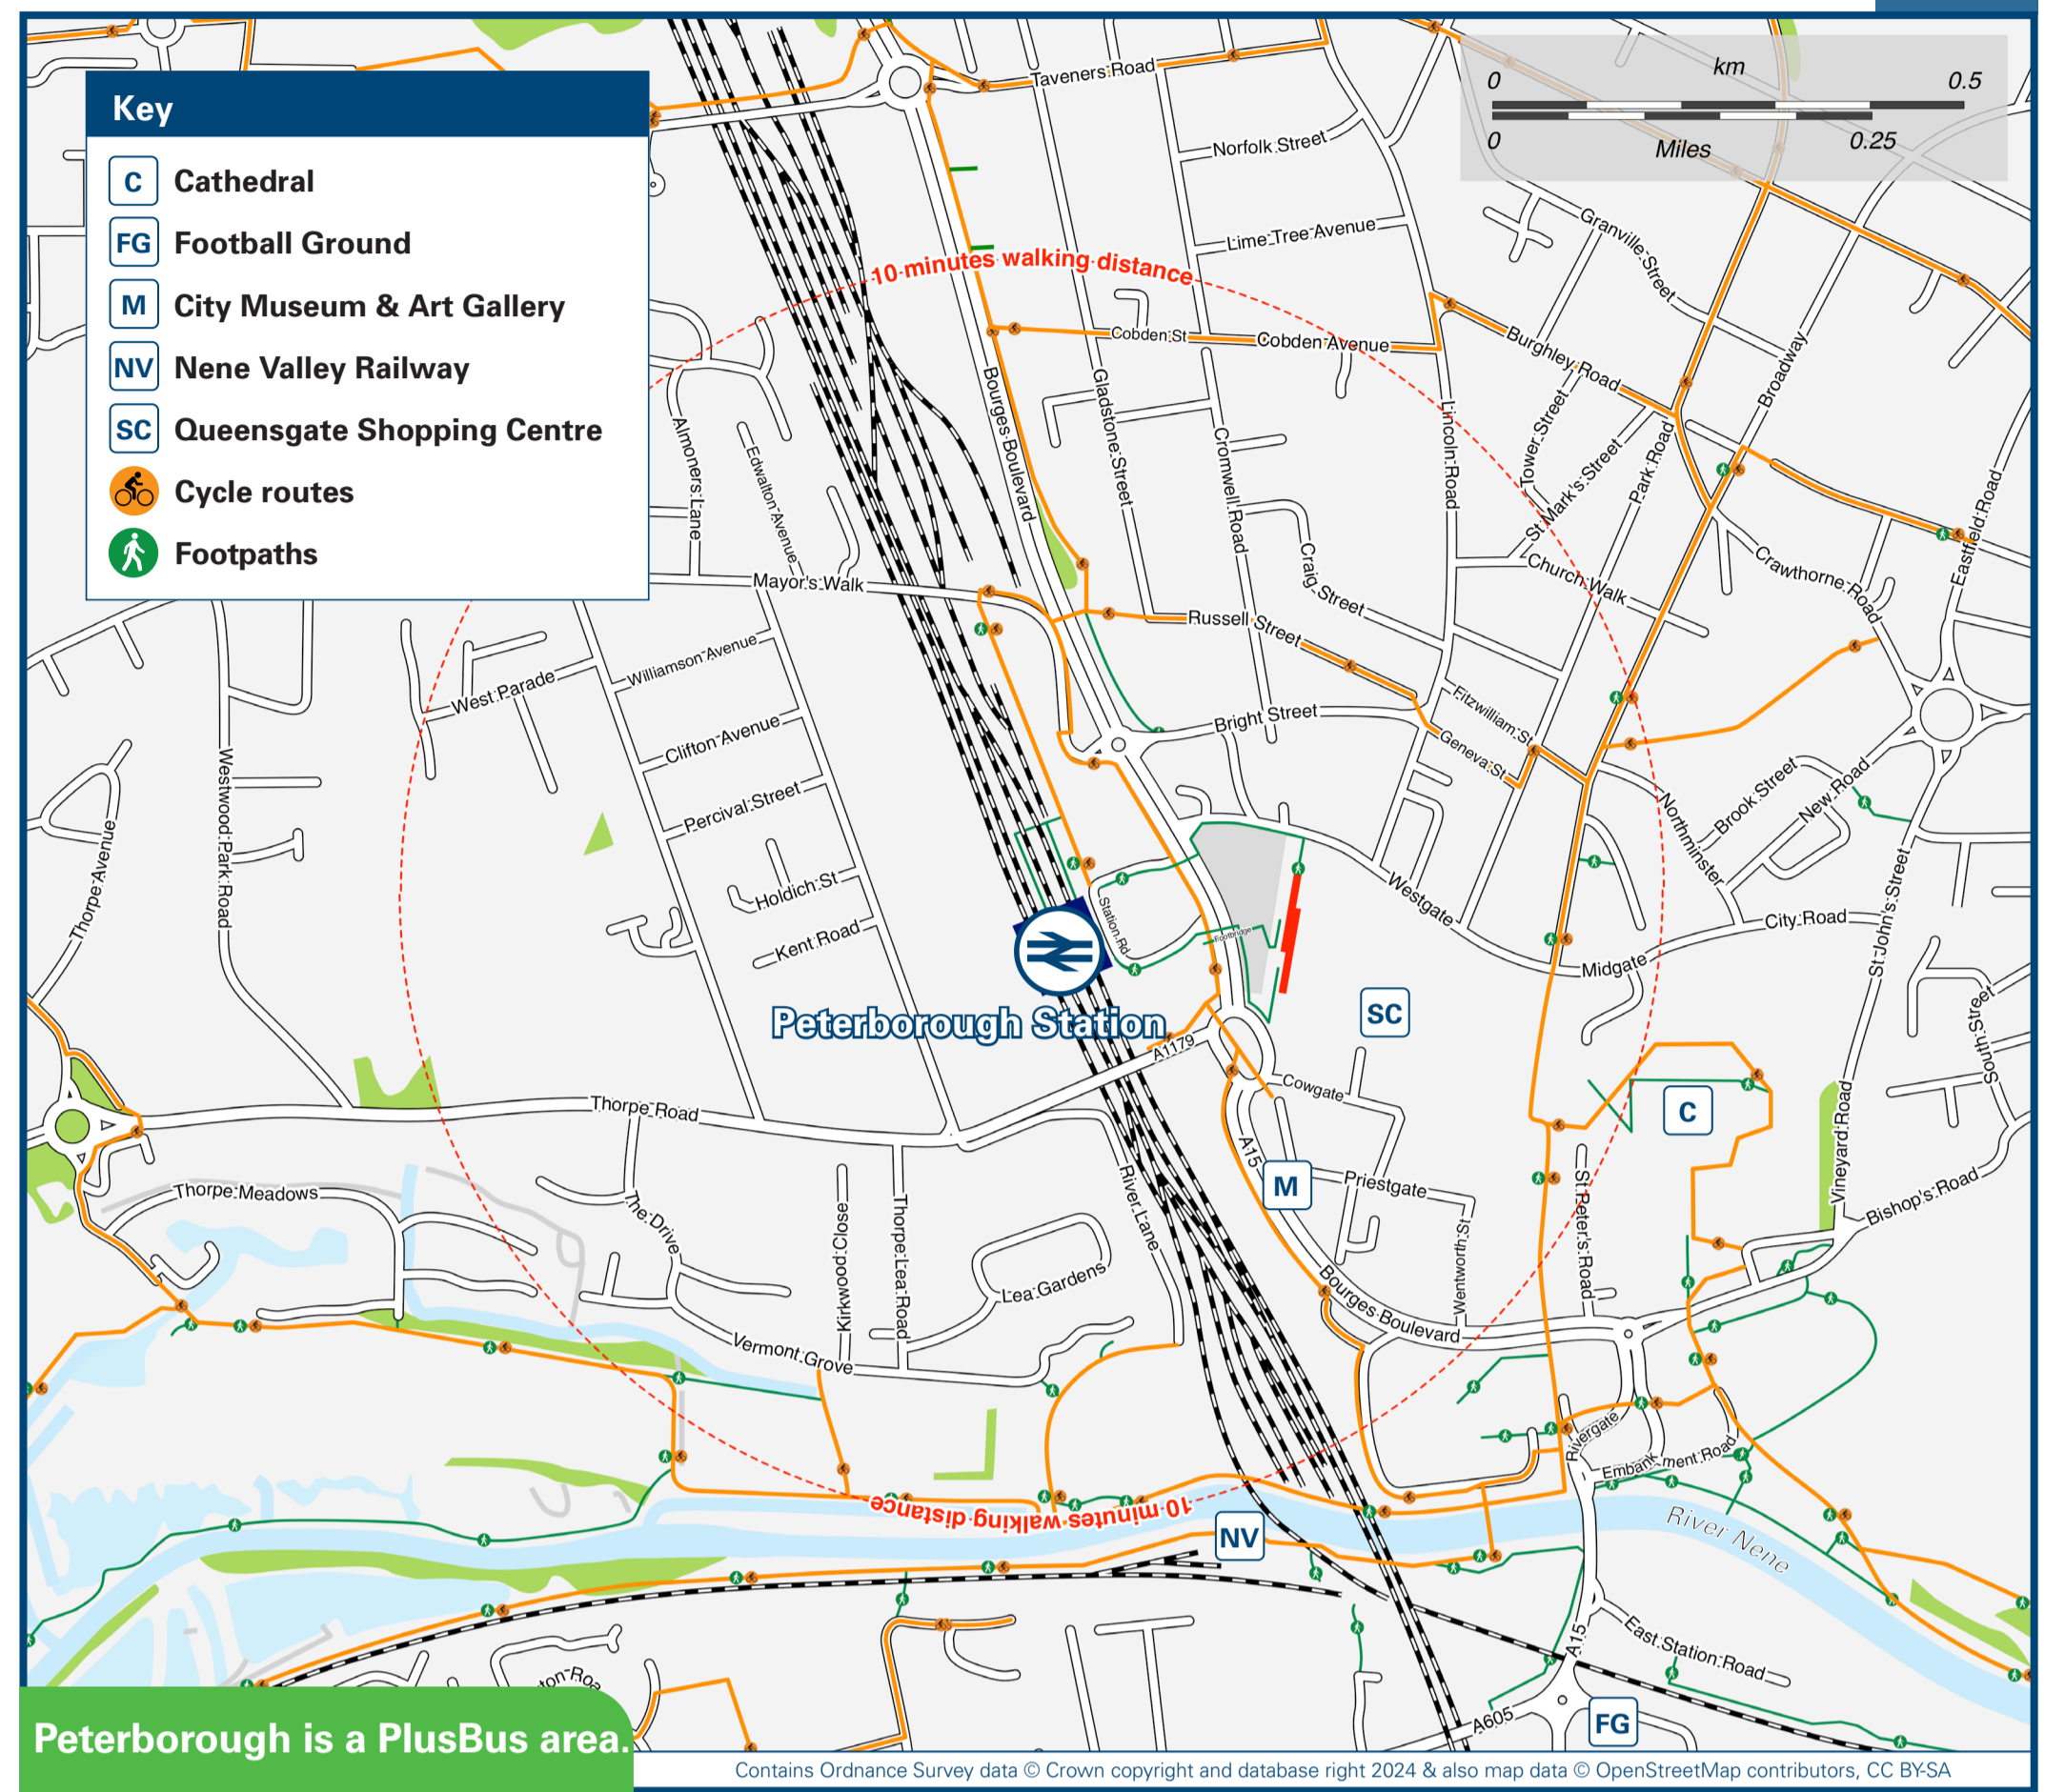 Key
C Cathedral
FG Football Ground
M City Museum & Art Gallery
NV Nene Valley Railway
SC Queensgate Shopping Centre
Cycle routes
Footpaths
km
0 0.5
0 0.25
Miles
Taveners Road
Norfolk Street
Lime Tree Avenue
Granville Street
10 minutes walking distance
Cobden St
Cobden Avenue
Burghley Road
Broadway
Bourges Boulevard
Gladstone Street
Cromwell Road
Lincoln Road
Tower Street
St Mark's Street
Park Road
Almoners Lane
Edwalton Avenue
Eastfield Road
Craig Street
Church Walk
Crawthorne Road
Mayor's Walk
Russell Street
Williamson Avenue
West Parade
Fitzwilliam St
Bright Street
Geneva St
Clifton Avenue
Westwood Park Road
Percival Street
Brook Street
New Road
Northminster
Thorpe Avenue
Holdich St
Station Rd
Westgate
City Road
Kent Road
Footbridge
Midgate
St John's Street
South Street
SC
Peterborough Station
A1179
Cowgate
C
Thorpe Road
A15
M
Priestgate
Vineyard Road
Bishop's Road
Thorpe Meadows
The Drive
Kirkwood Close
Thorpe Lea Road
River Lane
Wentworth St
St Peter's Road
Lea Gardens
Bourges Boulevard
Vermont Grove
Rivergate
Embankment Road
10 minutes walking distance
NV
River Nene
A15
East Station Road
ton Roa
A605
FG
Peterborough is a PlusBus area.
Contains Ordnance Survey data © Crown copyright and database right 2024 & also map data © OpenStreetMap contributors, CC BY-SA